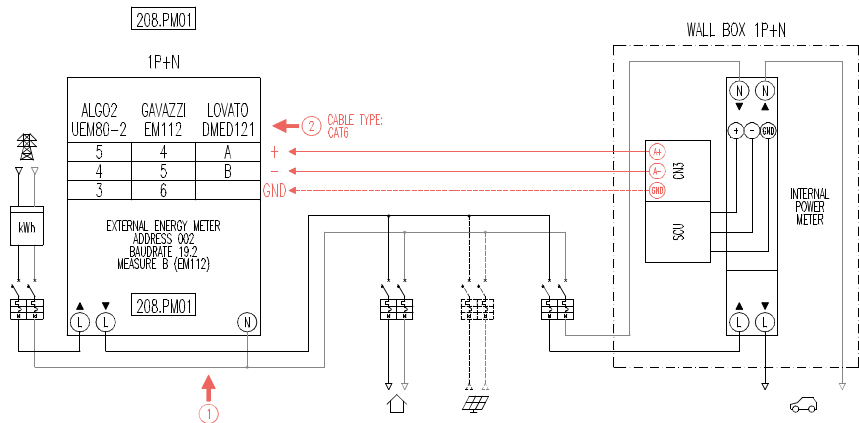 208.PM01
1P+N
ALGO2 GAVAZZI LOVATO
UEM80-2 EM112 DMED121
5 4 A
4 5 B
3 6
+
-
GND
2 CABLE TYPE:
CAT6
EXTERNAL ENERGY METER
ADDRESS 002
BAUDRATE 19.2
MEASURE B (EM112)
208.PM01
L L N
kWh
1
WALL BOX 1P+N
N N
+ - GND
A+
A-
GND
CN3
SCU
INTERNAL
POWER
METER
L L